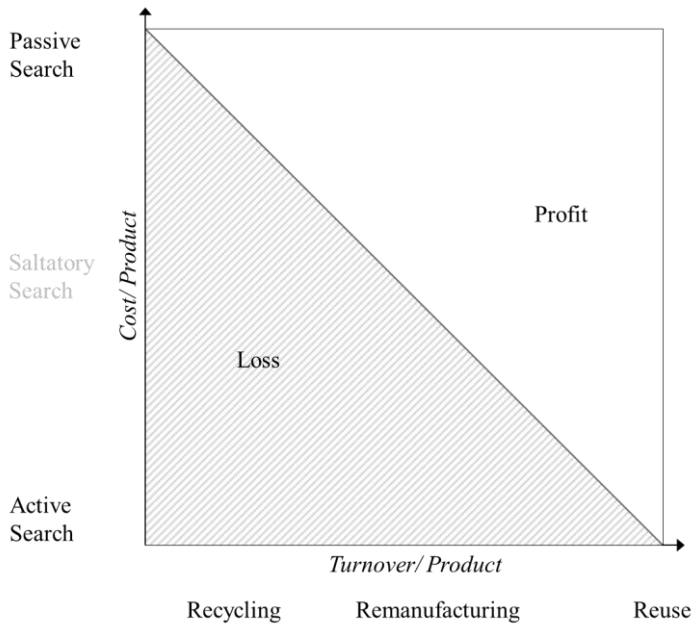 Passive
Search
Profit
Saltatory
Search
Cost/ Product
Loss
Active
Search
Turnover/ Product
Recycling
Remanufacturing
Reuse